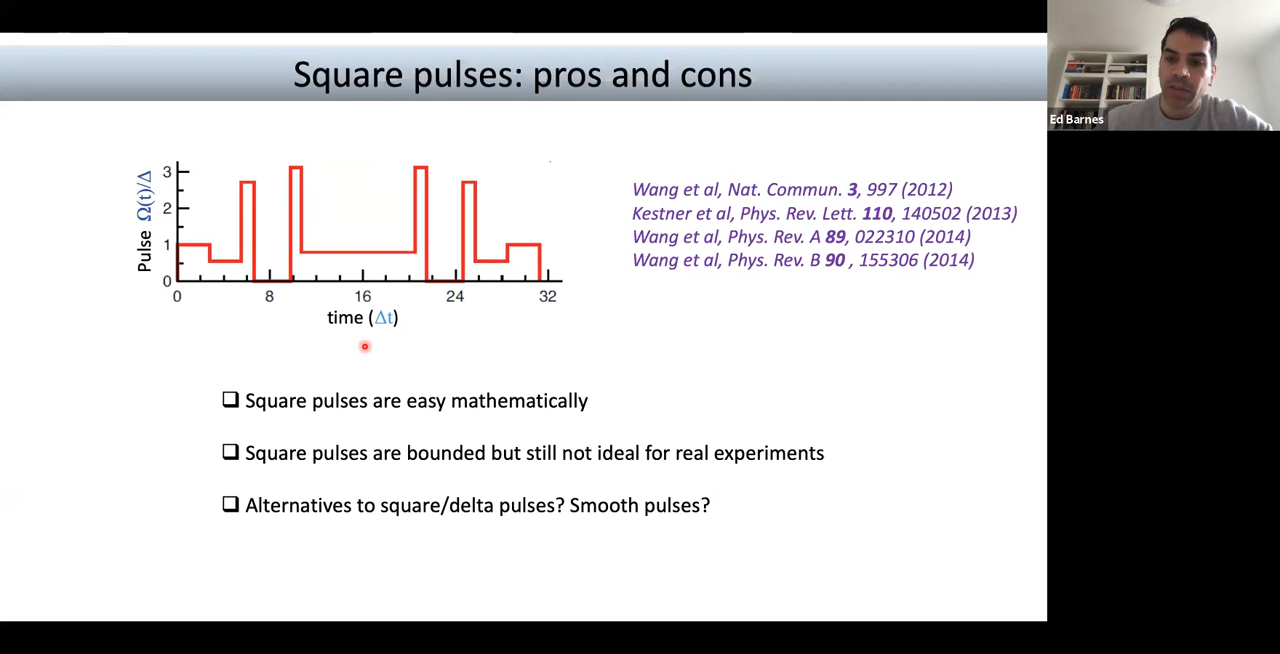 Square pulses: pros and cons
Ed Barnes
Pulse Ω(t)/Δ
3
2
1
0
0 8 16 24 32
time (Δt)
Wang et al, Nat. Commun. 3, 997 (2012)
Kestner et al, Phys. Rev. Lett. 110, 140502 (2013)
Wang et al, Phys. Rev. A 89, 022310 (2014)
Wang et al, Phys. Rev. B 90 , 155306 (2014)
Square pulses are easy mathematically
Square pulses are bounded but still not ideal for real experiments
Alternatives to square/delta pulses? Smooth pulses?